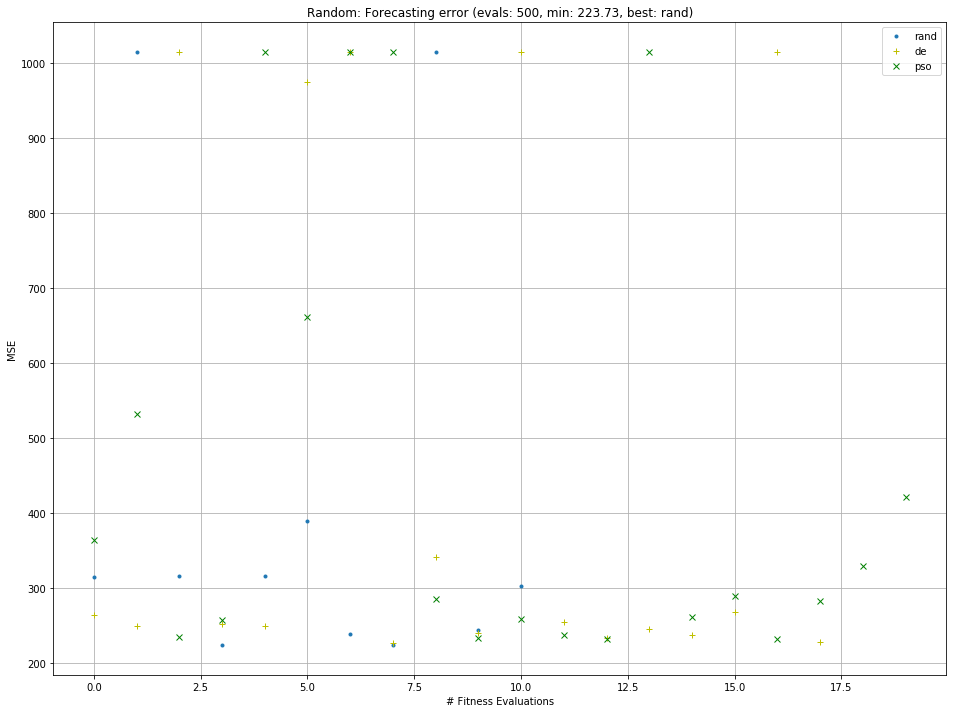 Random: Forecasting error (evals: 500, min: 223.73, best: rand)
rand
de
pso
1000
900
800
700
600
500
400
300
200
MSE
0.0 2.5 5.0 7.5 10.0 12.5 15.0 17.5
# Fitness Evaluations